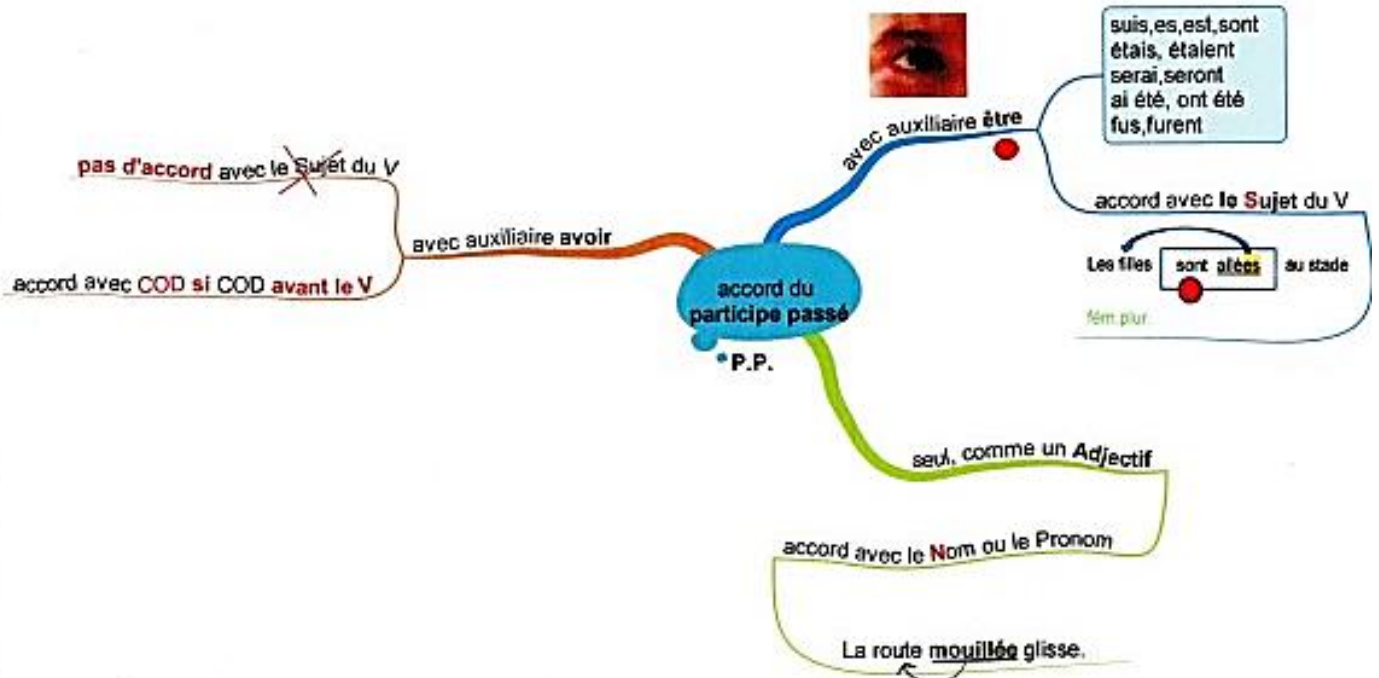 suis,es,est,sont
étais, étaient
serai,seront
ai été, ont été
fus,furent
avec auxiliaire être
accord avec le Sujet du V
Les filles sont allées au stade
fém.plur.
pas d'accord avec le Sujet du V
avec auxiliaire avoir
accord avec COD si COD avant le V
accord du
participe passé
P.P.
seul, comme un Adjectif
accord avec le Nom ou le Pronom
La route mouillée glisse.